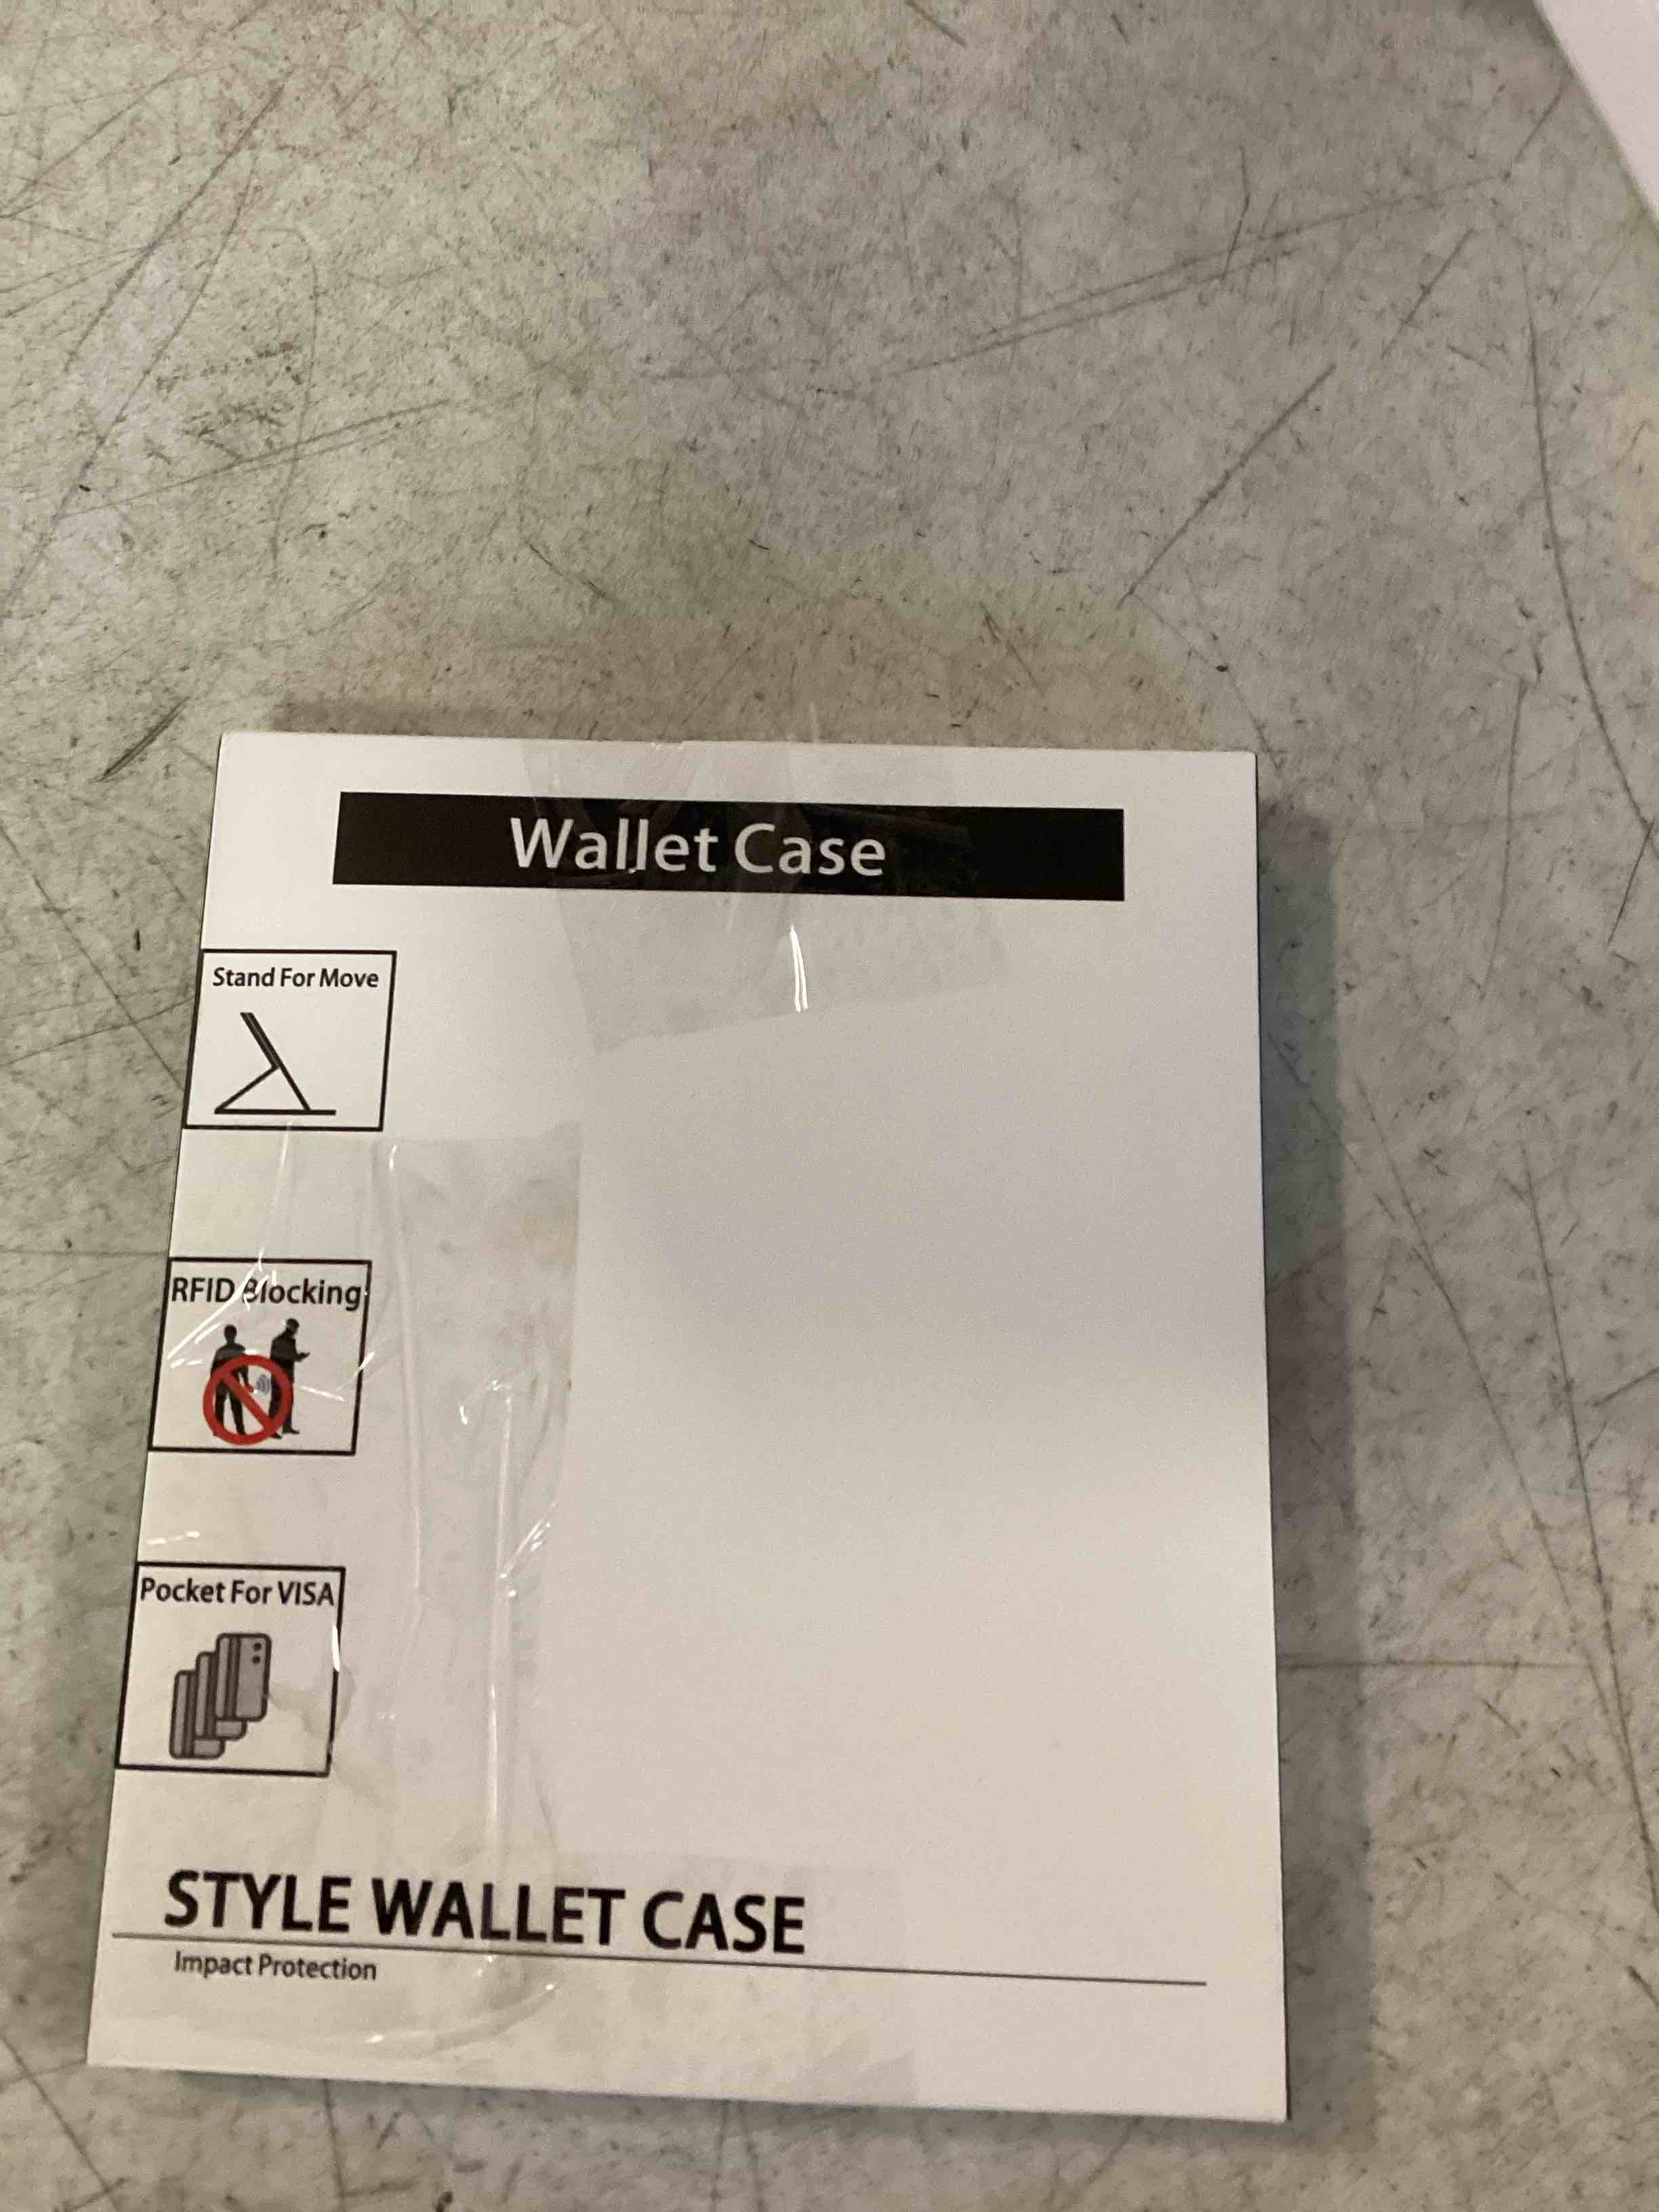 Wallet Case
Stand For Move
RFID Blocking
Pocket For VISA
STYLE WALLET CASE
Impact Protection